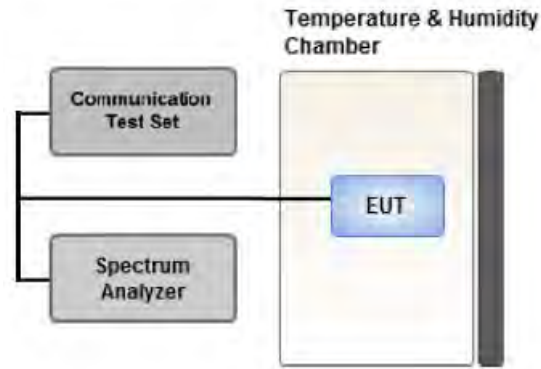 Temperature & Humidity
Chamber
Communication
Test Set
EUT
Spectrum
Analyzer